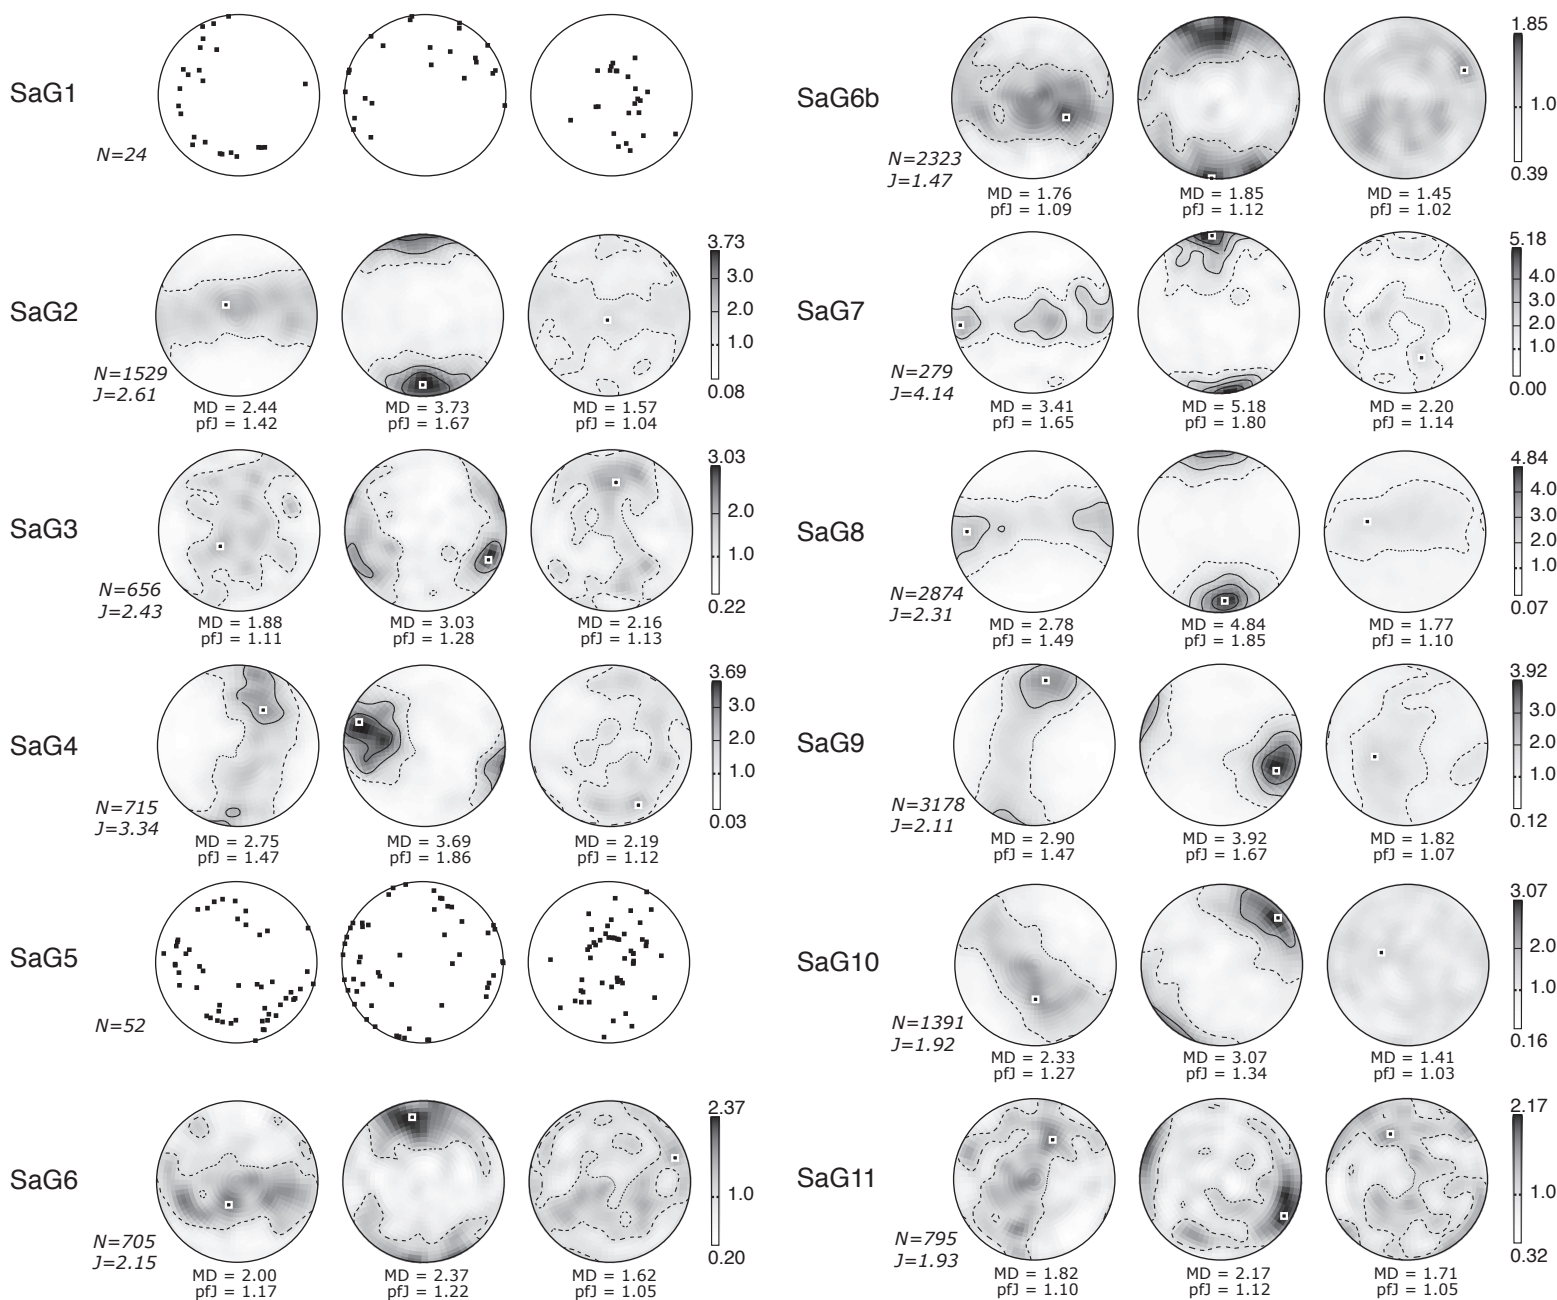 SaG1
N=24
SaG2
N=1529
J=2.61
MD = 2.44
pfJ = 1.42
MD = 3.73
pfJ = 1.67
MD = 1.57
pfJ = 1.04
3.73
3.0
2.0
1.0
0.08
SaG3
N=656
J=2.43
MD = 1.88
pfJ = 1.11
MD = 3.03
pfJ = 1.28
MD = 2.16
pfJ = 1.13
3.03
2.0
1.0
0.22
SaG4
N=715
J=3.34
MD = 2.75
pfJ = 1.47
MD = 3.69
pfJ = 1.86
MD = 2.19
pfJ = 1.12
3.69
3.0
2.0
1.0
0.03
SaG5
N=52
SaG6
N=705
J=2.15
MD = 2.00
pfJ = 1.17
MD = 2.37
pfJ = 1.22
MD = 1.62
pfJ = 1.05
2.37
1.0
0.20
SaG6b
N=2323
J=1.47
MD = 1.76
pfJ = 1.09
MD = 1.85
pfJ = 1.12
MD = 1.45
pfJ = 1.02
1.85
1.0
0.39
SaG7
N=279
J=4.14
MD = 3.41
pfJ = 1.65
MD = 5.18
pfJ = 1.80
MD = 2.20
pfJ = 1.14
5.18
4.0
3.0
2.0
1.0
0.00
SaG8
N=2874
J=2.31
MD = 2.78
pfJ = 1.49
MD = 4.84
pfJ = 1.85
MD = 1.77
pfJ = 1.10
4.84
4.0
3.0
2.0
1.0
0.07
SaG9
N=3178
J=2.11
MD = 2.90
pfJ = 1.47
MD = 3.92
pfJ = 1.67
MD = 1.82
pfJ = 1.07
3.92
3.0
2.0
1.0
0.12
SaG10
N=1391
J=1.92
MD = 2.33
pfJ = 1.27
MD = 3.07
pfJ = 1.34
MD = 1.41
pfJ = 1.03
3.07
2.0
1.0
0.16
SaG11
N=795
J=1.93
MD = 1.82
pfJ = 1.10
MD = 2.17
pfJ = 1.12
MD = 1.71
pfJ = 1.05
2.17
1.0
0.32